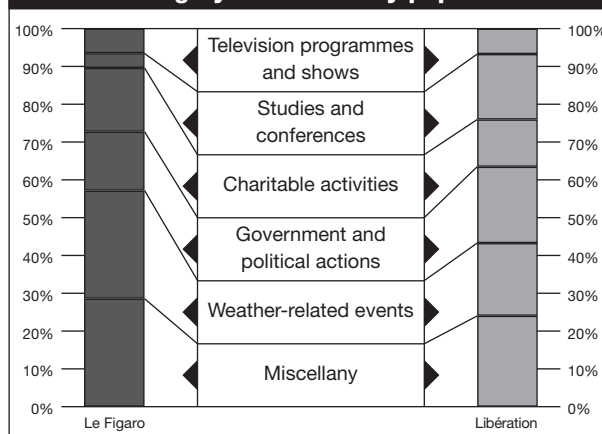 100%
90%
80%
70%
60%
50%
40%
30%
20%
10%
0%
Television programmes
and shows
Studies and
conferences
Charitable activities
Government and
political actions
Weather-related events
Miscellany
100%
90%
80%
70%
60%
50%
40%
30%
20%
10%
0%
Le Figaro
Libération